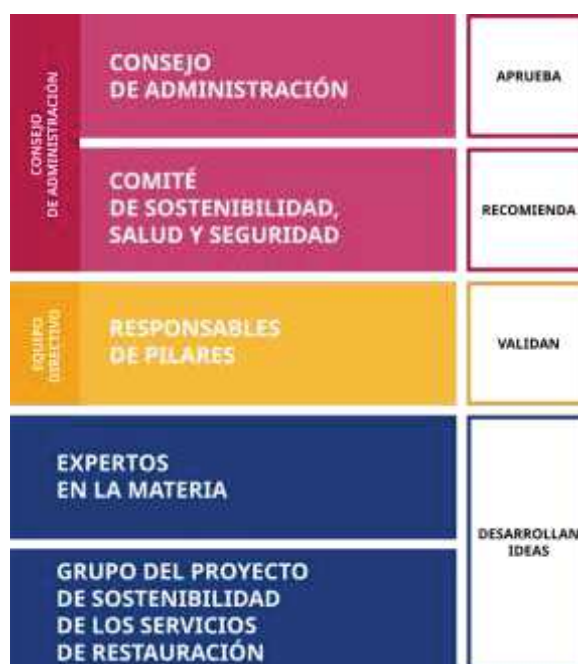 CONSEJO
DE ADMINISTRACIÓN
CONSEJO
DE ADMINISTRACIÓN
APRUEBA
COMITÉ
DE SOSTENIBILIDAD,
SALUD Y SEGURIDAD
RECOMIENDA
EQUIPO
DIRECTIVO
RESPONSABLES
DE PILARES
VALIDAN
EXPERTOS
EN LA MATERIA
DESARROLLAN
IDEAS
GRUPO DEL PROYECTO
DE SOSTENIBILIDAD
DE LOS SERVICIOS
DE RESTAURACIÓN